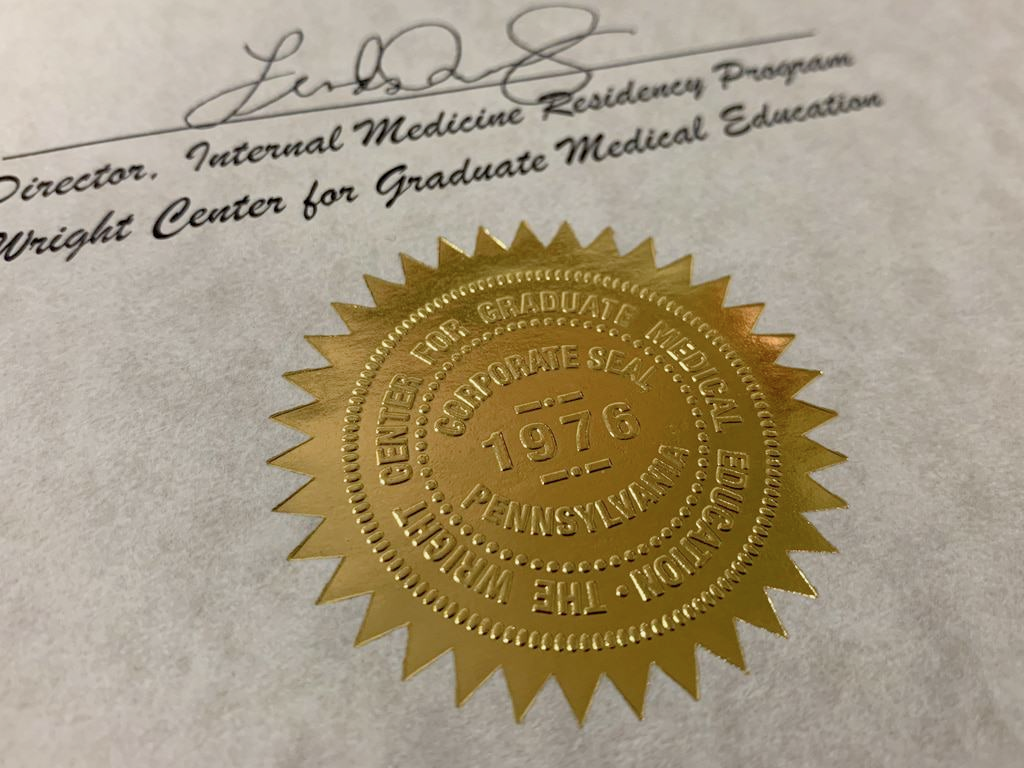 Director, Internal Medicine Residency Program
Wright Center for Graduate Medical Education
THE WRIGHT CENTER FOR GRADUATE MEDICAL EDUCATION •
CORPORATE SEAL
1976
PENNSYLVANIA